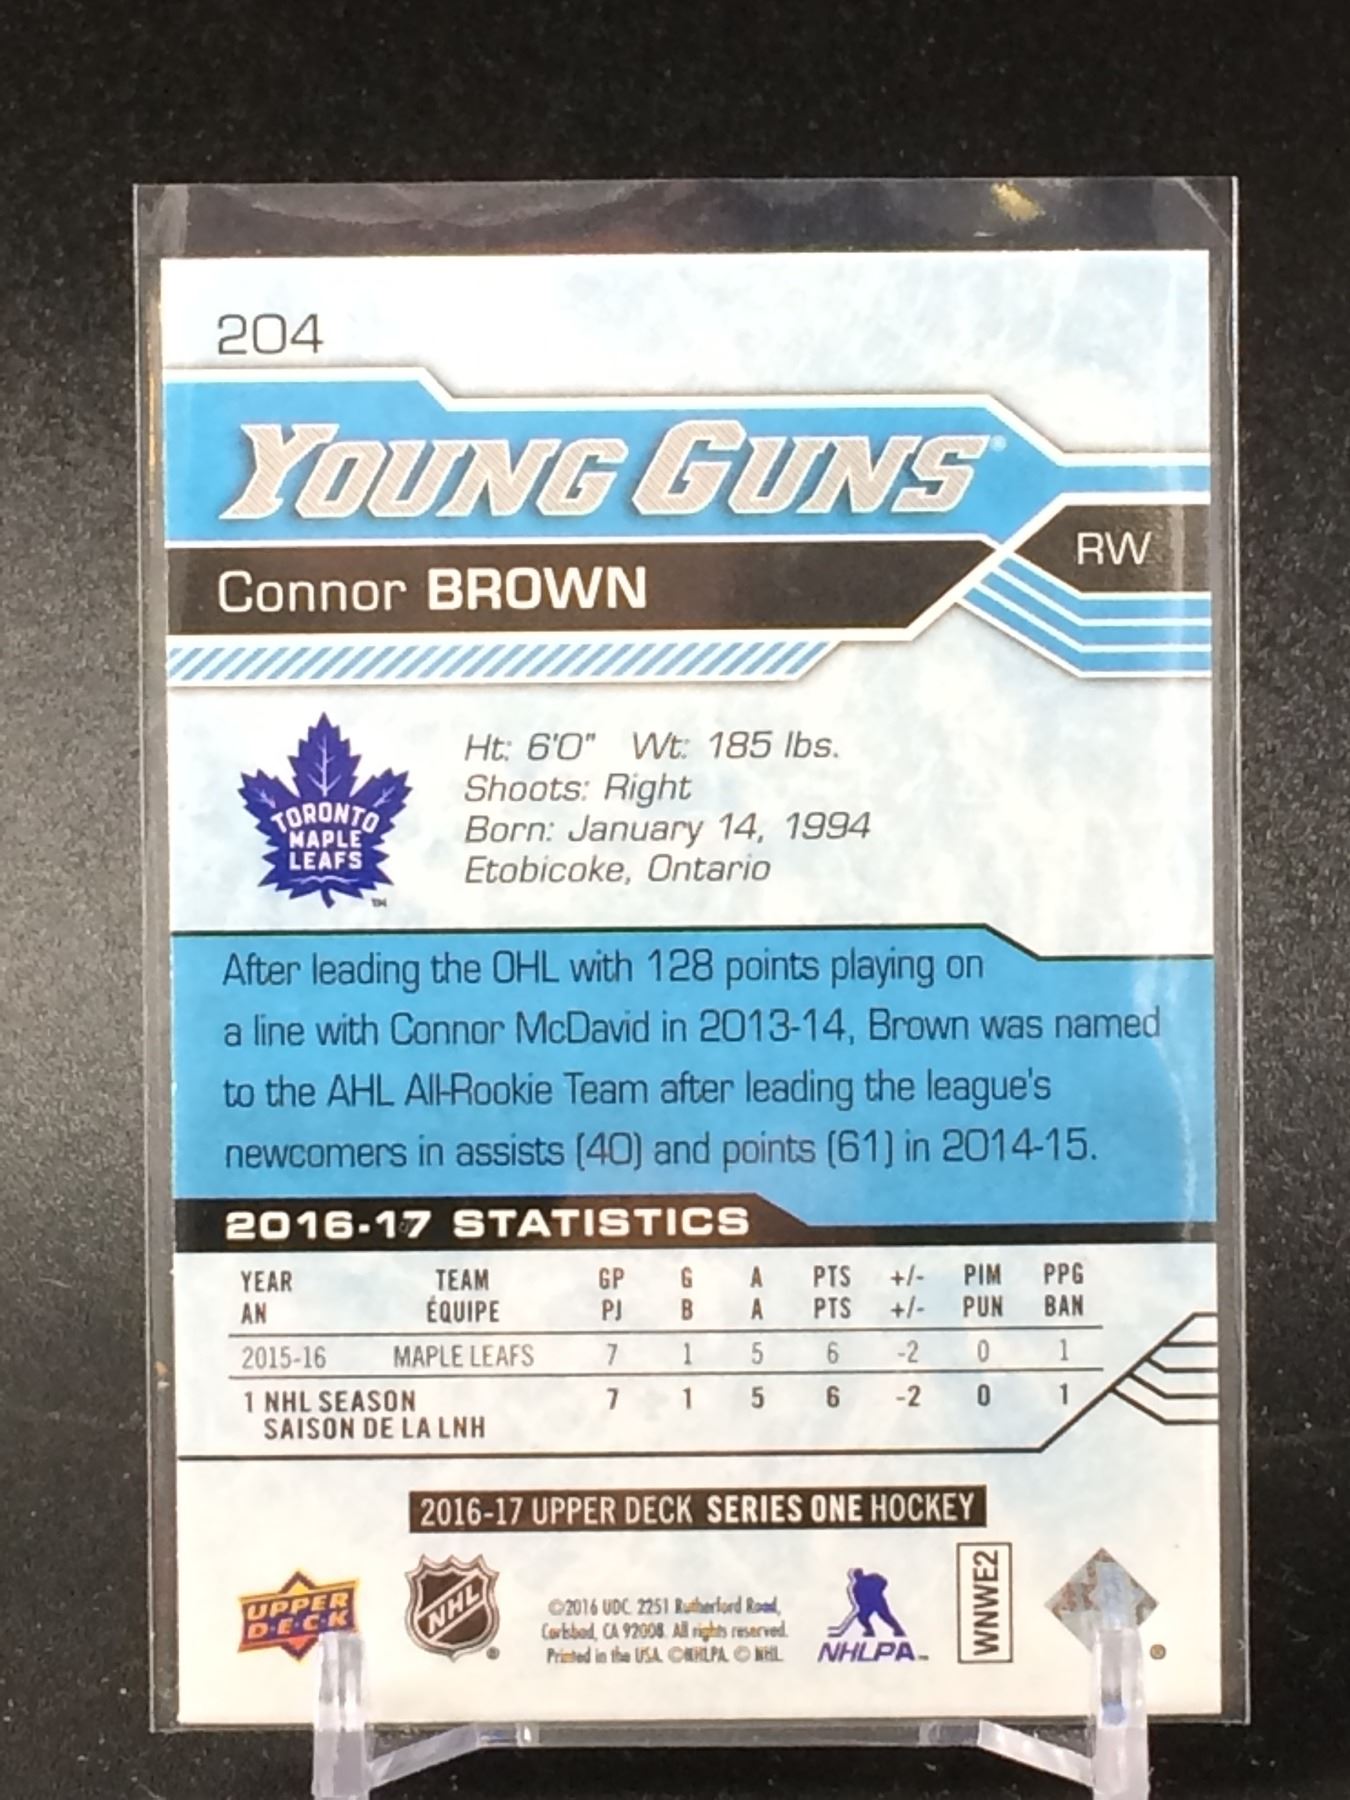 204
YOUNG GUNS®
Connor BROWN
RW
TORONTO
MAPLE
LEAFS
TM
Ht: 6'0" Wt: 185 lbs.
Shoots: Right
Born: January 14, 1994
Etobicoke, Ontario
After leading the OHL with 128 points playing on
a line with Connor McDavid in 2013-14, Brown was named
to the AHL All-Rookie Team after leading the league's
newcomers in assists (40) and points (61) in 2014-15.
2016-17 STATISTICS
YEAR TEAM GP G A PTS +/- PIM PPG
AN ÉQUIPE PJ B A PTS +/- PUN BAN
2015-16 MAPLE LEAFS 7 1 5 6 -2 0 1
1 NHL SEASON 7 1 5 6 -2 0 1
SAISON DE LA LNH
2016-17 UPPER DECK SERIES ONE HOCKEY
UPPER
D·E·C·K
NHL
®
©2016 UDC. 2251 Rutherford Road,
Carlsbad, CA 92008. All rights reserved.
Printed in the USA. ©NHLPA. © NHL.
NHLPA™
WNWE2
®